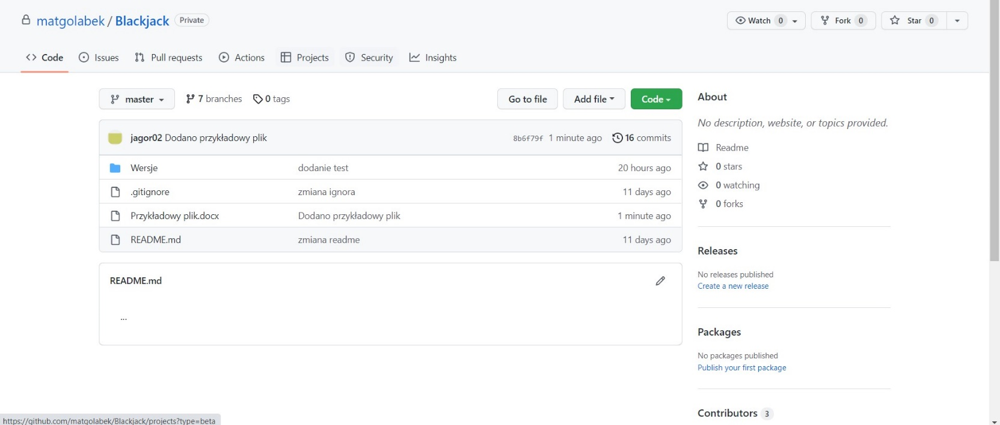 matgolabek / Blackjack Private
Watch 0 Fork 0 Star 0
Code Issues Pull requests Actions Projects Security Insights
master 7 branches 0 tags Go to file Add file Code
jagor02 Dodano przykładowy plik 8b6f79f 1 minute ago 16 commits
Wersje dodanie test 20 hours ago
.gitignore zmiana ignora 11 days ago
Przykładowy plik.docx Dodano przykładowy plik 1 minute ago
README.md zmiana readme 11 days ago
README.md
...
About
No description, website, or topics provided.
Readme
0 stars
0 watching
0 forks
Releases
No releases published
Create a new release
Packages
No packages published
Publish your first package
Contributors 3
https://github.com/matgolabek/Blackjack/projects?type=beta